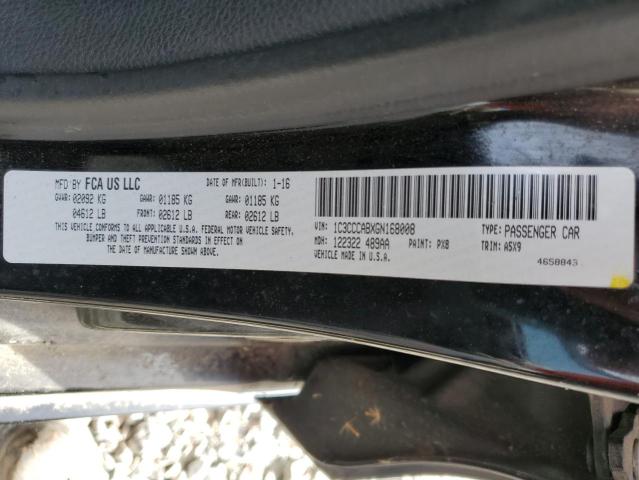 MFD BY FCA US LLC DATE OF MFR(BUILT): 1-16
GVWR: 02092 KG GAWR: 01185 KG GAWR: 01185 KG
04612 LB FRONT: 02612 LB REAR: 02612 LB
THIS VEHICLE CONFORMS TO ALL APPLICABLE U.S.A. FEDERAL MOTOR VEHICLE SAFETY,
BUMPER AND THEFT PREVENTION STANDARDS IN EFFECT ON
THE DATE OF MANUFACTURE SHOWN ABOVE.
VIN: 1C3CCCABXGN168008 TYPE: PASSENGER CAR
MDH: 122322 489AA PAINT: PX8 TRIM: A5X9
VEHICLE MADE IN U.S.A. 4658843